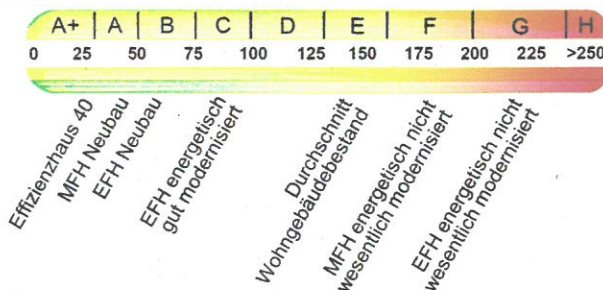 A+ A B C D E F G H
0 25 50 75 100 125 150 175 200 225 >250
Effizienzhaus 40
MFH Neubau
EFH Neubau
EFH energetisch
gut modernisiert
Durchschnitt
Wohngebäudebestand
MFH energetisch nicht
wesentlich modernisiert
EFH energetisch nicht
wesentlich modernisiert